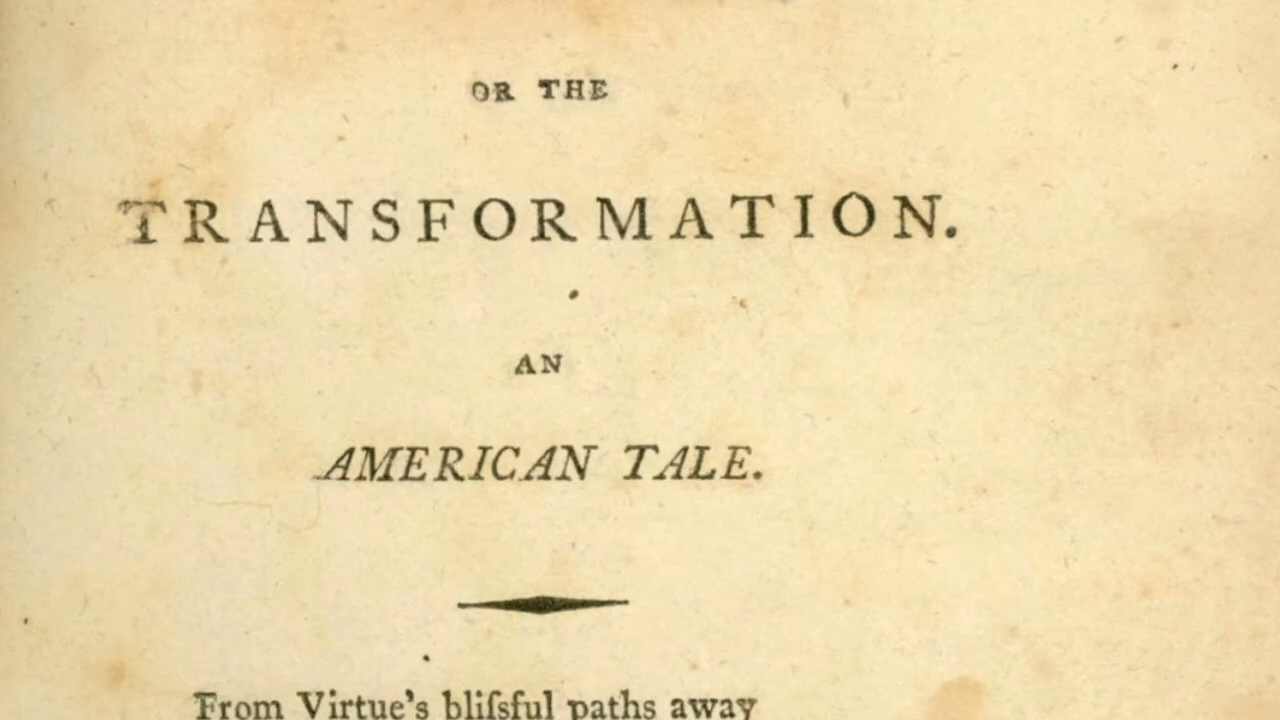 OR THE
TRANSFORMATION.
AN
AMERICAN TALE.
From Virtue's bliſsful paths away